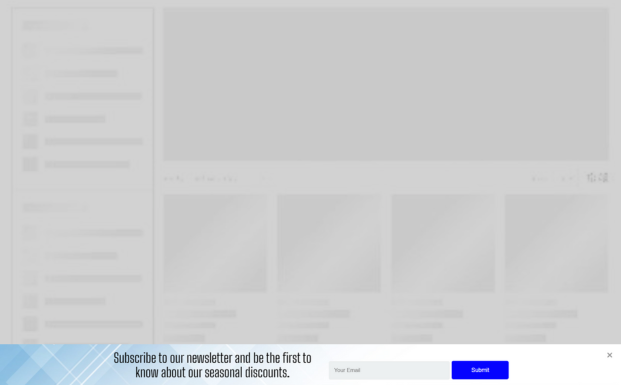 Subscribe to our newsletter and be the first to
know about our seasonal discounts.
Your Email
Submit
×